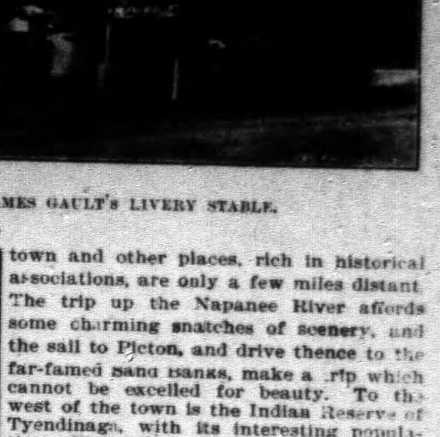 MES GAULT'S LIVERY STABLE.
town and other places, rich in historical
associations, are only a few miles distant
The trip up the Napanee River affords
some charming snatches of scenery, and
the sail to Picton, and drive thence to the
far-famed Sand Banks, make a .rip which
cannot be excelled for beauty. To the
west of the town is the Indian Reserve of
Tyendinaga, with its interesting popula-